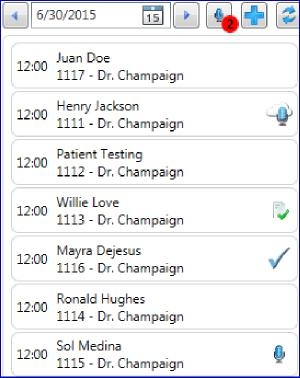 6/30/2015 15 2
12:00 Juan Doe
1117 - Dr. Champaign
12:00 Henry Jackson
1111 - Dr. Champaign
12:00 Patient Testing
1112 - Dr. Champaign
12:00 Willie Love
1113 - Dr. Champaign
12:00 Mayra Dejesus
1116 - Dr. Champaign
12:00 Ronald Hughes
1114 - Dr. Champaign
12:00 Sol Medina
1115 - Dr. Champaign